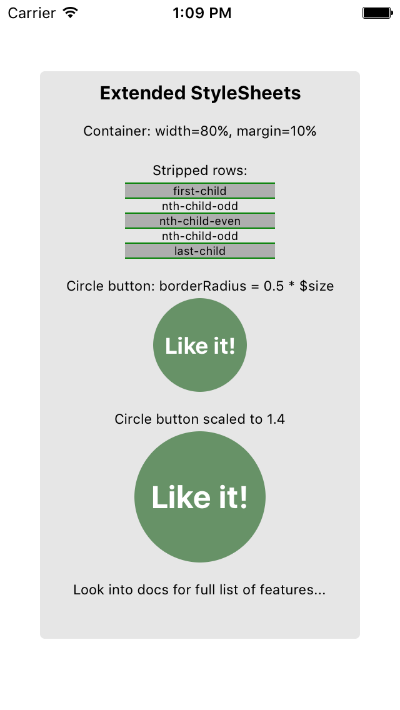 Carrier 1:09 PM
Extended StyleSheets
Container: width=80%, margin=10%
Stripped rows:
first-child
nth-child-odd
nth-child-even
nth-child-odd
last-child
Circle button: borderRadius = 0.5 * $size
Like it!
Circle button scaled to 1.4
Like it!
Look into docs for full list of features...